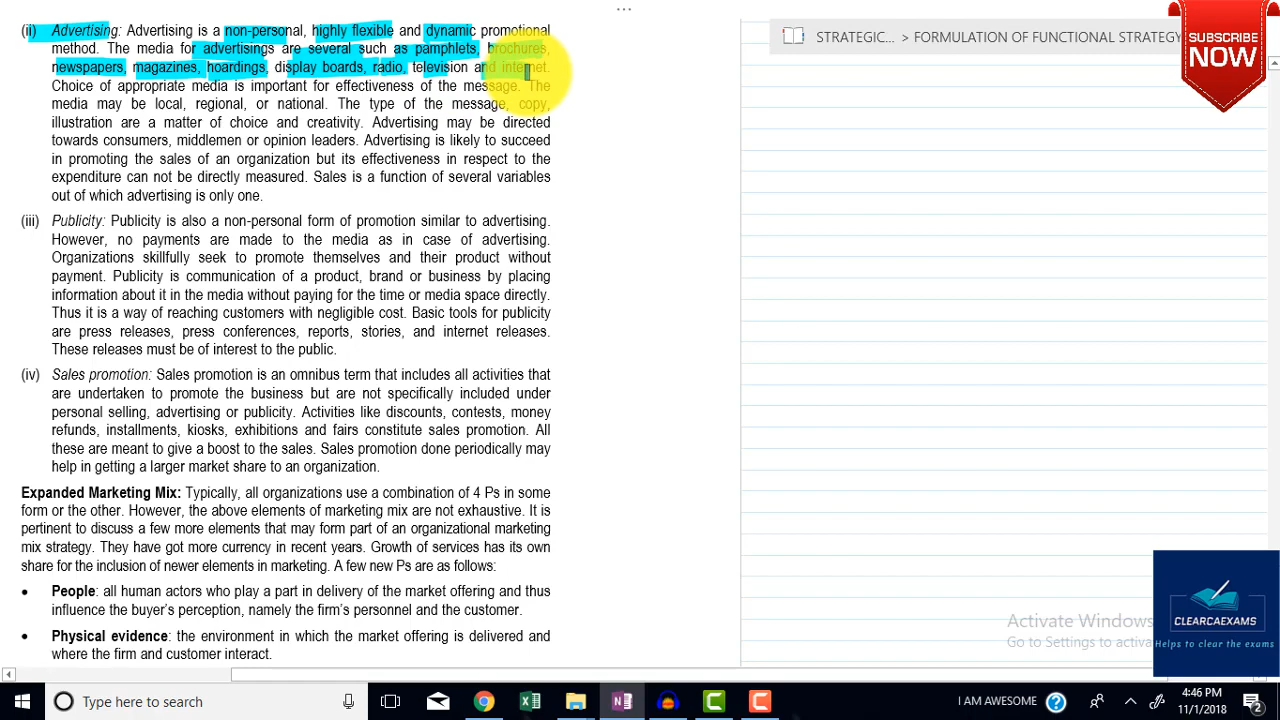 (ii) Advertising: Advertising is a non-personal, highly flexible and dynamic promotional
method. The media for advertisings are several such as pamphlets, brochures,
newspapers, magazines, hoardings, display boards, radio, television and internet.
Choice of appropriate media is important for effectiveness of the message. The
media may be local, regional, or national. The type of the message, copy,
illustration are a matter of choice and creativity. Advertising may be directed
towards consumers, middlemen or opinion leaders. Advertising is likely to succeed
in promoting the sales of an organization but its effectiveness in respect to the
expenditure can not be directly measured. Sales is a function of several variables
out of which advertising is only one.
(iii) Publicity: Publicity is also a non-personal form of promotion similar to advertising.
However, no payments are made to the media as in case of advertising.
Organizations skillfully seek to promote themselves and their product without
payment. Publicity is communication of a product, brand or business by placing
information about it in the media without paying for the time or media space directly.
Thus it is a way of reaching customers with negligible cost. Basic tools for publicity
are press releases, press conferences, reports, stories, and internet releases.
These releases must be of interest to the public.
(iv) Sales promotion: Sales promotion is an omnibus term that includes all activities that
are undertaken to promote the business but are not specifically included under
personal selling, advertising or publicity. Activities like discounts, contests, money
refunds, installments, kiosks, exhibitions and fairs constitute sales promotion. All
these are meant to give a boost to the sales. Sales promotion done periodically may
help in getting a larger market share to an organization.
Expanded Marketing Mix: Typically, all organizations use a combination of 4 Ps in some
form or the other. However, the above elements of marketing mix are not exhaustive. It is
pertinent to discuss a few more elements that may form part of an organizational marketing
mix strategy. They have got more currency in recent years. Growth of services has its own
share for the inclusion of newer elements in marketing. A few new Ps are as follows:
• People: all human actors who play a part in delivery of the market offering and thus
influence the buyer's perception, namely the firm's personnel and the customer.
• Physical evidence: the environment in which the market offering is delivered and
where the firm and customer interact.
STRATEGIC... > FORMULATION OF FUNCTIONAL STRATEGY
SUBSCRIBE
NOW
Activate Windows
Go to Settings to activa
CLEARCAEXAMS
Helps to clear the exams
Type here to search
I AM AWESOME
4:46 PM
11/1/2018
2